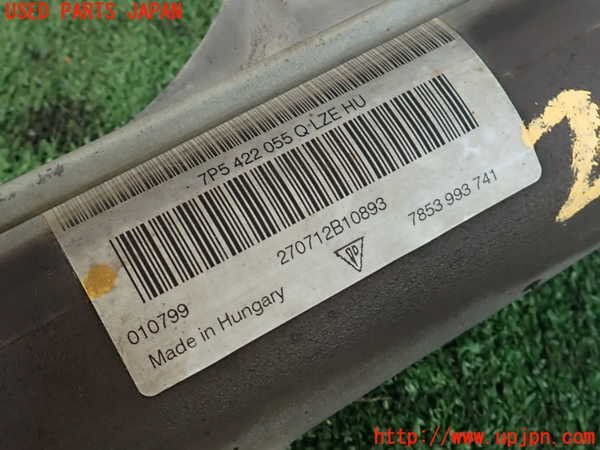 USED PARTS JAPAN
7P5 422 055 Q·LZE HU
270712B10893
7853 993 741
010799
Made in Hungary
2
http://www.upjpn.com/